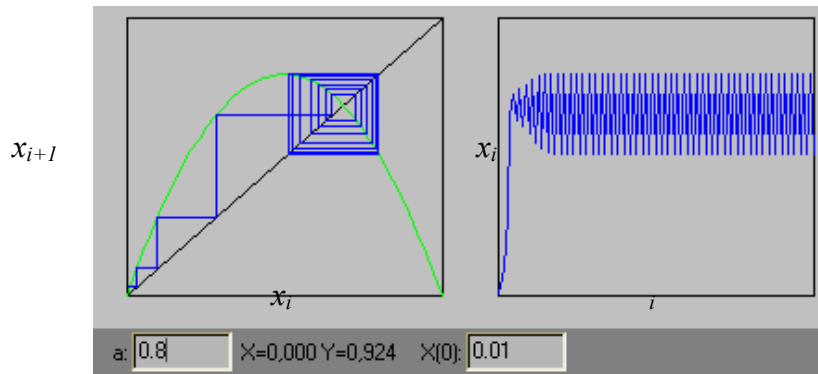 x_{i+1}
x_i
x_i
i
a: 0.8 X=0,000 Y=0,924 X(0): 0.01